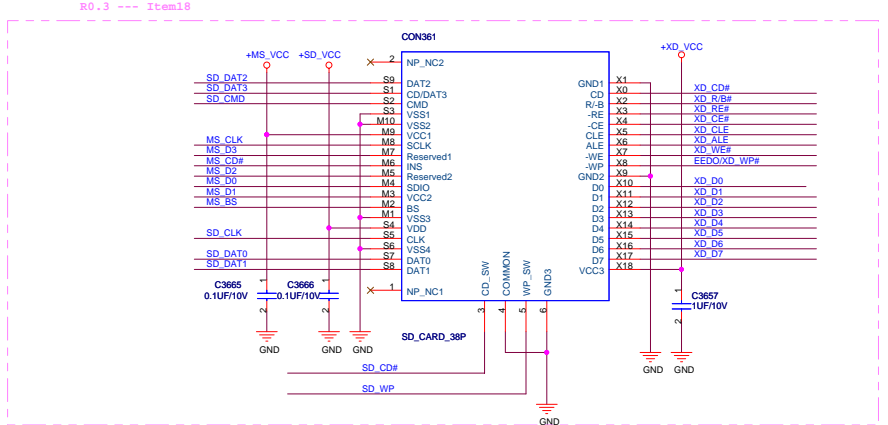 R0.3 --- Item18
CON361
+MS_VCC +SD_VCC +XD_VCC
2 NP_NC2
SD_DAT2 S9 DAT2 GND1 X1
SD_DAT3 S1 CD/DAT3 CD X0 XD_CD#
SD_CMD S2 CMD R/-B X2 XD_R/B#
S3 VSS1 -RE X3 XD_RE#
M10 VSS2 -CE X4 XD_CE#
M9 VCC1 CLE X5 XD_CLE
MS_CLK M8 SCLK ALE X6 XD_ALE
MS_D3 M7 Reserved1 -WE X7 XD_WE#
MS_CD# M6 INS -WP X8 EEDO/XD_WP#
MS_D2 M5 Reserved2 GND2 X9
MS_D0 M4 SDIO D0 X10 XD_D0
MS_D1 M3 VCC2 D1 X11 XD_D1
MS_BS M2 BS D2 X12 XD_D2
M1 VSS3 D3 X13 XD_D3
S4 VDD D4 X14 XD_D4
SD_CLK S5 CLK D5 X15 XD_D5
S6 VSS4 D6 X16 XD_D6
SD_DAT0 S7 DAT0 D7 X17 XD_D7
SD_DAT1 S8 DAT1 VCC3 X18
1 NP_NC1
CD_SW COMMON WP_SW GND3
3 4 5 6
C3665
0.1UF/10V
1 2
C3666
0.1UF/10V
1 2
C3657
1UF/10V
1 2
SD_CARD_38P
GND GND GND GND GND
SD_CD#
SD_WP
GND